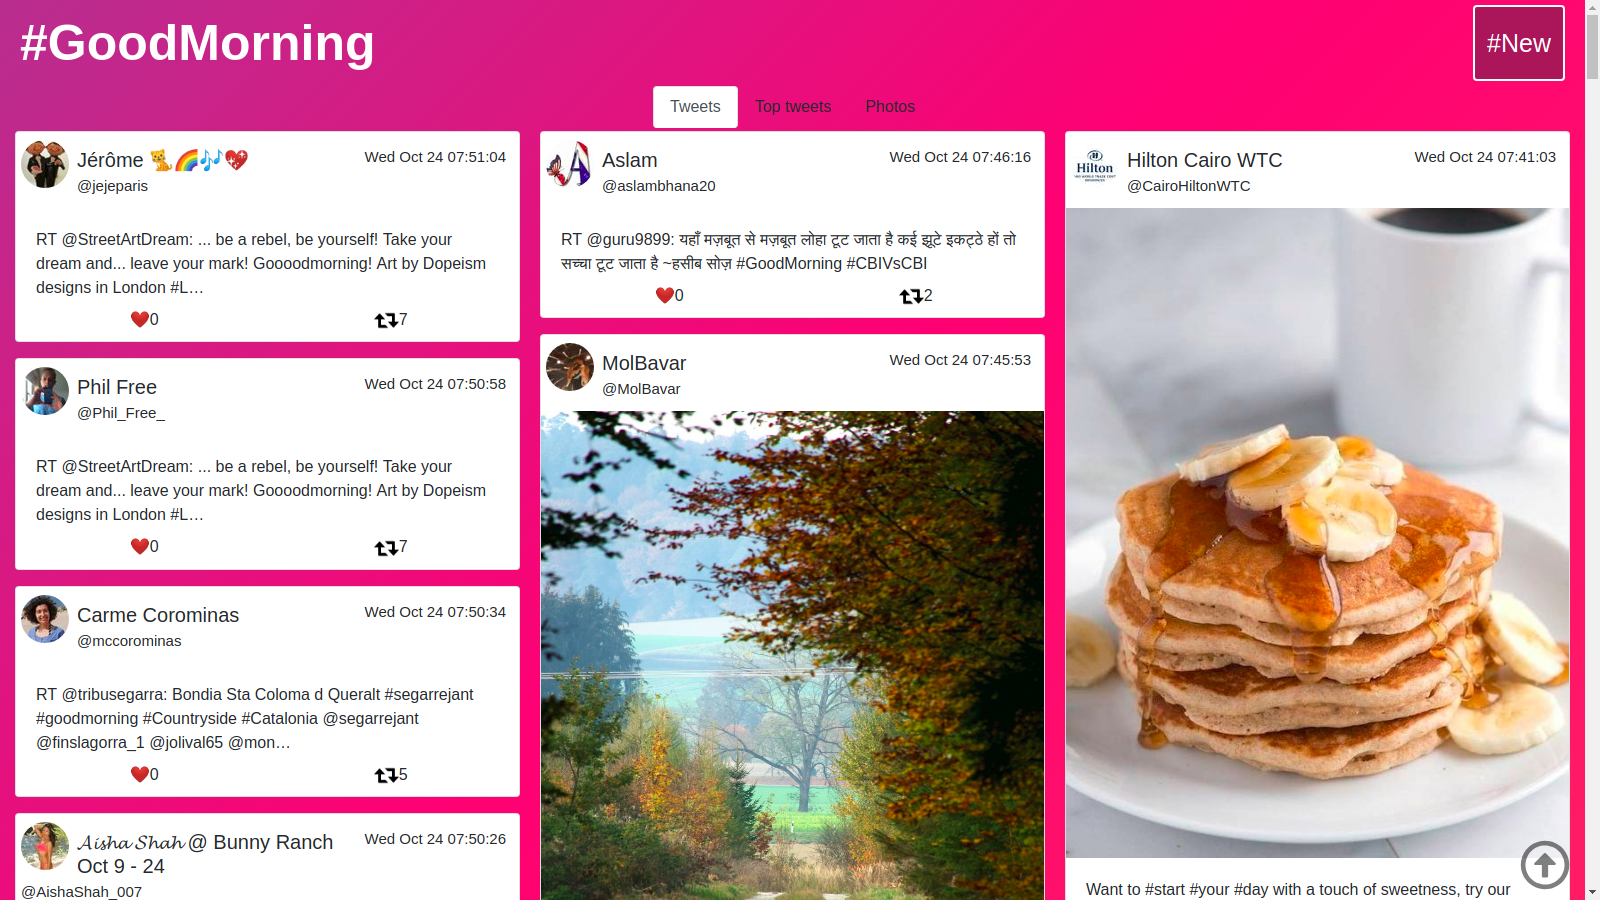 #GoodMorning
#New
Tweets
Top tweets
Photos
Jérôme 🐈🌈🎶💖
Wed Oct 24 07:51:04
@jejeparis
RT @StreetArtDream: ... be a rebel, be yourself! Take your
dream and... leave your mark! Goooodmorning! Art by Dopeism
designs in London #L…
❤️0
7
Phil Free
Wed Oct 24 07:50:58
@Phil_Free_
RT @StreetArtDream: ... be a rebel, be yourself! Take your
dream and... leave your mark! Goooodmorning! Art by Dopeism
designs in London #L…
❤️0
7
Carme Corominas
Wed Oct 24 07:50:34
@mccorominas
RT @tribusegarra: Bondia Sta Coloma d Queralt #segarrejant
#goodmorning #Countryside #Catalonia @segarrejant
@finslagorra_1 @jolival65 @mon…
❤️0
5
𝓐𝓲𝓼𝓱𝓪 𝓢𝓱𝓪𝓱 @ Bunny Ranch
Oct 9 - 24
Wed Oct 24 07:50:26
@AishaShah_007
Aslam
Wed Oct 24 07:46:16
@aslambhana20
RT @guru9899: यहाँ मज़बूत से मज़बूत लोहा टूट जाता है कई झूटे इकट्ठे हों तो
सच्चा टूट जाता है ~हसीब सोज़ #GoodMorning #CBIVsCBI
❤️0
2
MolBavar
Wed Oct 24 07:45:53
@MolBavar
Hilton
Hilton Cairo WTC
Wed Oct 24 07:41:03
@CairoHiltonWTC
Want to #start #your #day with a touch of sweetness, try our